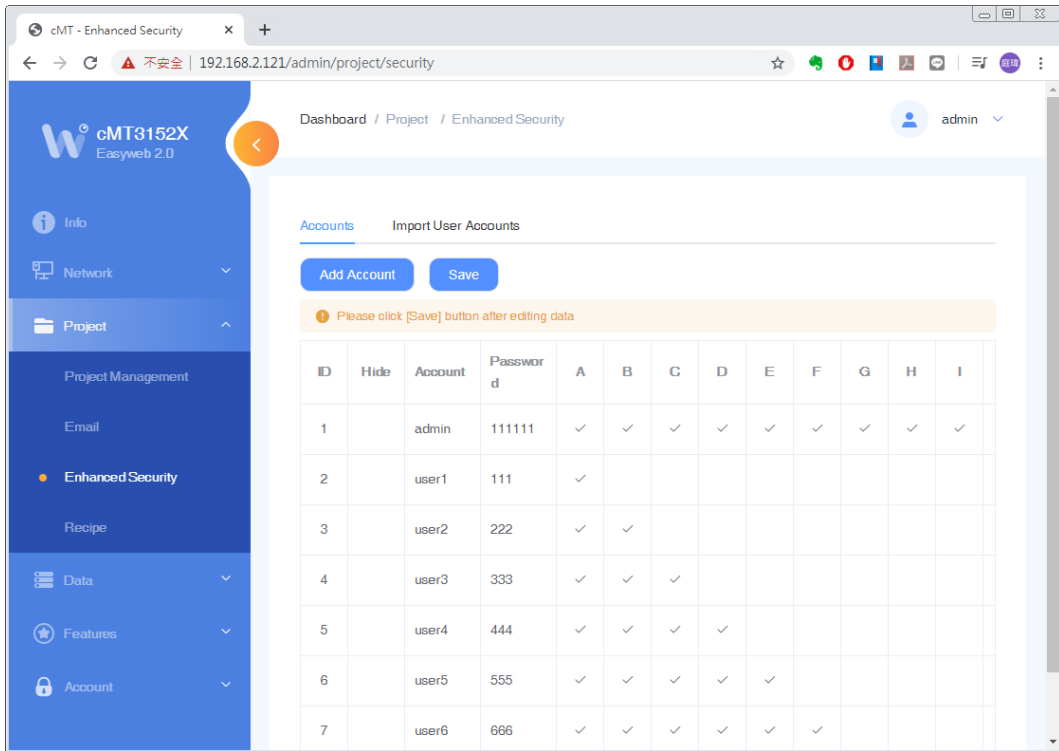 cMT - Enhanced Security
不安全 | 192.168.2.121/admin/project/security
cMT3152X
Easyweb 2.0
Info
Network
Project
Project Management
Email
Enhanced Security
Recipe
Data
Features
Account
Dashboard / Project / Enhanced Security
admin
Accounts Import User Accounts
Add Account Save
Please click [Save] button after editing data
ID Hide Account Passwor
d A B C D E F G H I
1 admin 111111 ✓ ✓ ✓ ✓ ✓ ✓ ✓ ✓ ✓
2 user1 111 ✓
3 user2 222 ✓ ✓
4 user3 333 ✓ ✓ ✓
5 user4 444 ✓ ✓ ✓ ✓
6 user5 555 ✓ ✓ ✓ ✓ ✓
7 user6 666 ✓ ✓ ✓ ✓ ✓ ✓